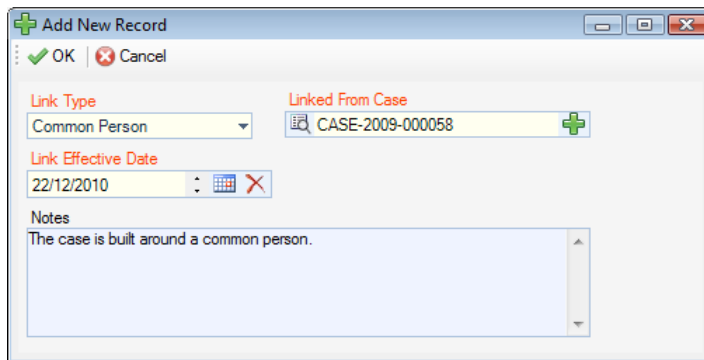 Add New Record
OK Cancel
Link Type Linked From Case
Common Person CASE-2009-000058
Link Effective Date
22/12/2010
Notes
The case is built around a common person.